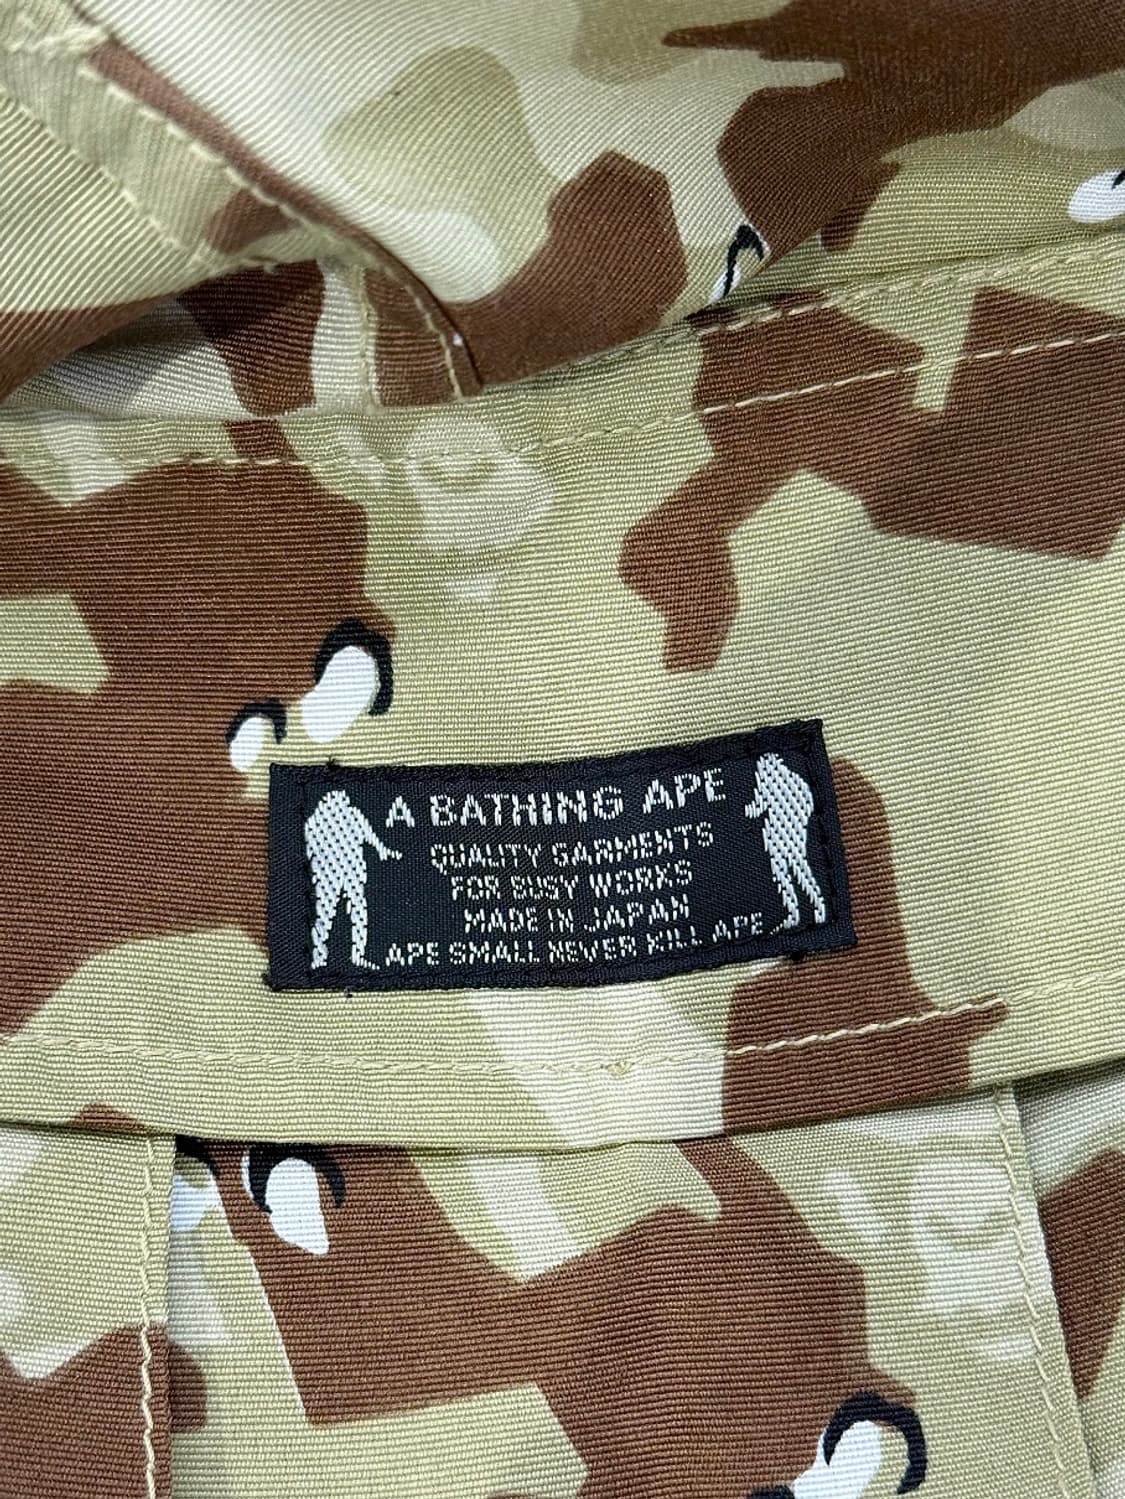 A BATHING APE
QUALITY GARMENTS
FOR BUSY WORKS
MADE IN JAPAN
APE SMALL NEVER KILL APE